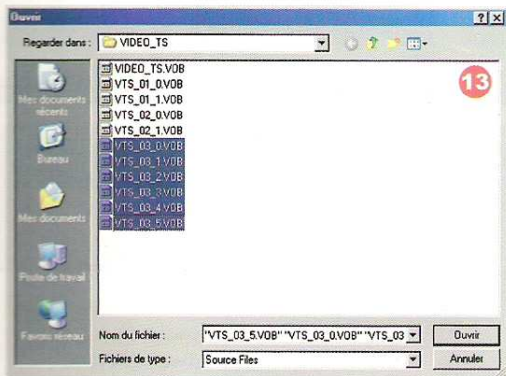 Ouvrir
Regarder dans : VIDEO_TS
13
Mes documents
récents
Bureau
Mes documents
Poste de travail
Favoris réseau
VIDEO_TS.VOB
VTS_01_0.VOB
VTS_01_1.VOB
VTS_02_0.VOB
VTS_02_1.VOB
VTS_03_0.VOB
VTS_03_1.VOB
VTS_03_2.VOB
VTS_03_3.VOB
VTS_03_4.VOB
VTS_03_5.VOB
Nom du fichier : "VTS_03_5.VOB" "VTS_03_0.VOB" "VTS_03 Ouvrir
Fichiers de type : Source Files Annuler